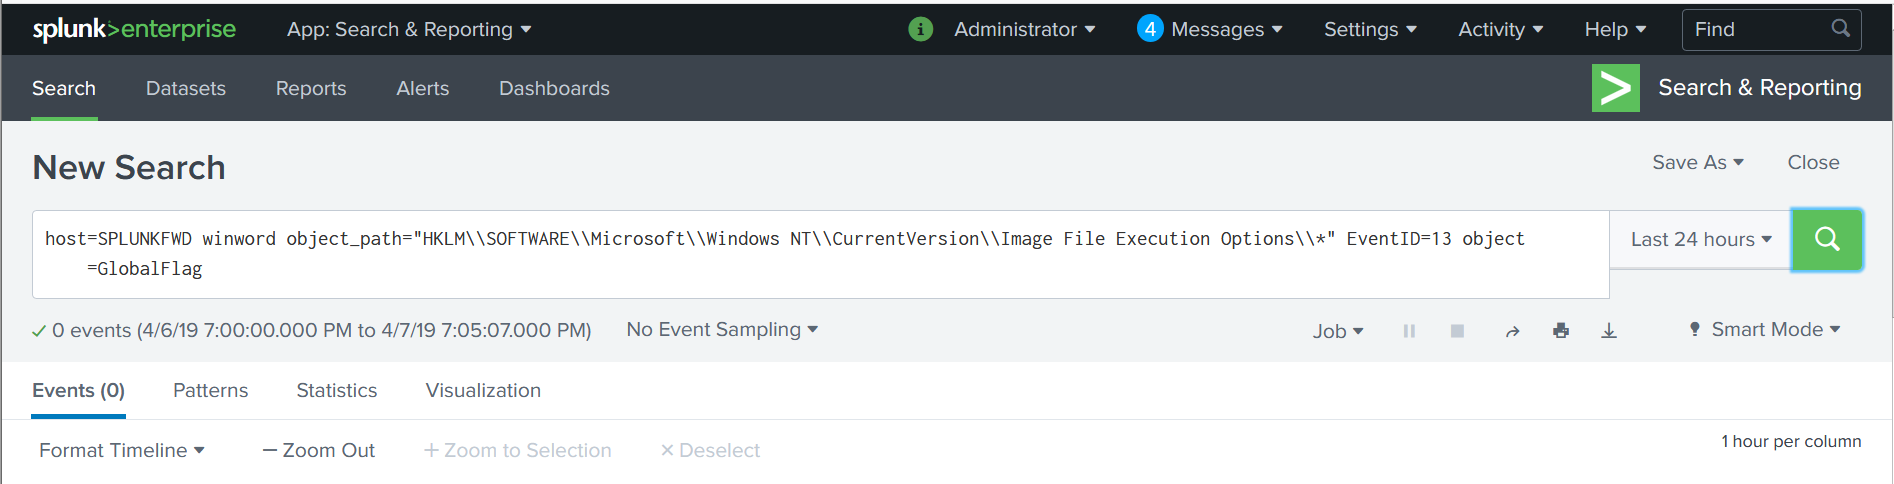 splunk>enterprise App: Search & Reporting i Administrator 4 Messages Settings Activity Help Find
Search Datasets Reports Alerts Dashboards > Search & Reporting
New Search Save As Close
host=SPLUNKFWD winword object_path="HKLM\\SOFTWARE\\Microsoft\\Windows NT\\CurrentVersion\\Image File Execution Options\\*" EventID=13 object
=GlobalFlag
Last 24 hours
0 events (4/6/19 7:00:00.000 PM to 4/7/19 7:05:07.000 PM) No Event Sampling Job Smart Mode
Events (0) Patterns Statistics Visualization
Format Timeline — Zoom Out + Zoom to Selection × Deselect 1 hour per column